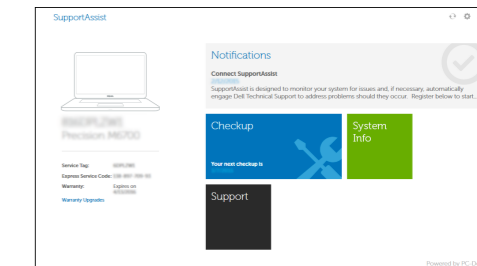 SupportAssist
Notifications
Connect SupportAssist
SupportAssist is designed to monitor your system for issues and, if necessary, automatically
engage Dell Technical Support to address problems should they occur. Register below to start..
Precision M6700
Checkup
Your next checkup is
System
Info
Service Tag:
Express Service Code:
Warranty: Expires on
Warranty Upgrades
Support
Powered by PC-Do